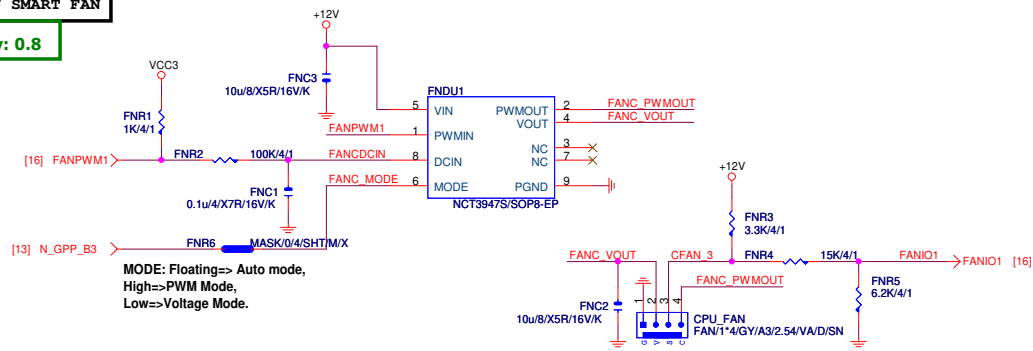 SMART FAN
: 0.8
+12V
VCC3
FNC3
10u/8/X5R/16V/K
FNR1
1K/4/1
FNDU1
5 VIN
PWMOUT 2 FANC_PWMOUT
VOUT 4 FANC_VOUT
FANPWM1 1 PWMIN
NC 3
NC 7
[16] FANPWM1
FNR2 100K/4/1
FANCDCIN 8 DCIN
FANC_MODE 6 MODE
PGND 9
FNC1
0.1u/4/X7R/16V/K
NCT3947S/SOP8-EP
[13] N_GPP_B3
FNR6 MASK/0/4/SHT/M/X
MODE: Floating=> Auto mode,
High=>PWM Mode,
Low=>Voltage Mode.
+12V
FNR3
3.3K/4/1
FANC_VOUT
CFAN_3
FNR4 15K/4/1
FANIO1
FANIO1 [16]
FANC_PWMOUT
FNR5
6.2K/4/1
FNC2
10u/8/X5R/16V/K
1 2 3 4
G V S C
CPU_FAN
FAN/1*4/GY/A3/2.54/VA/D/SN